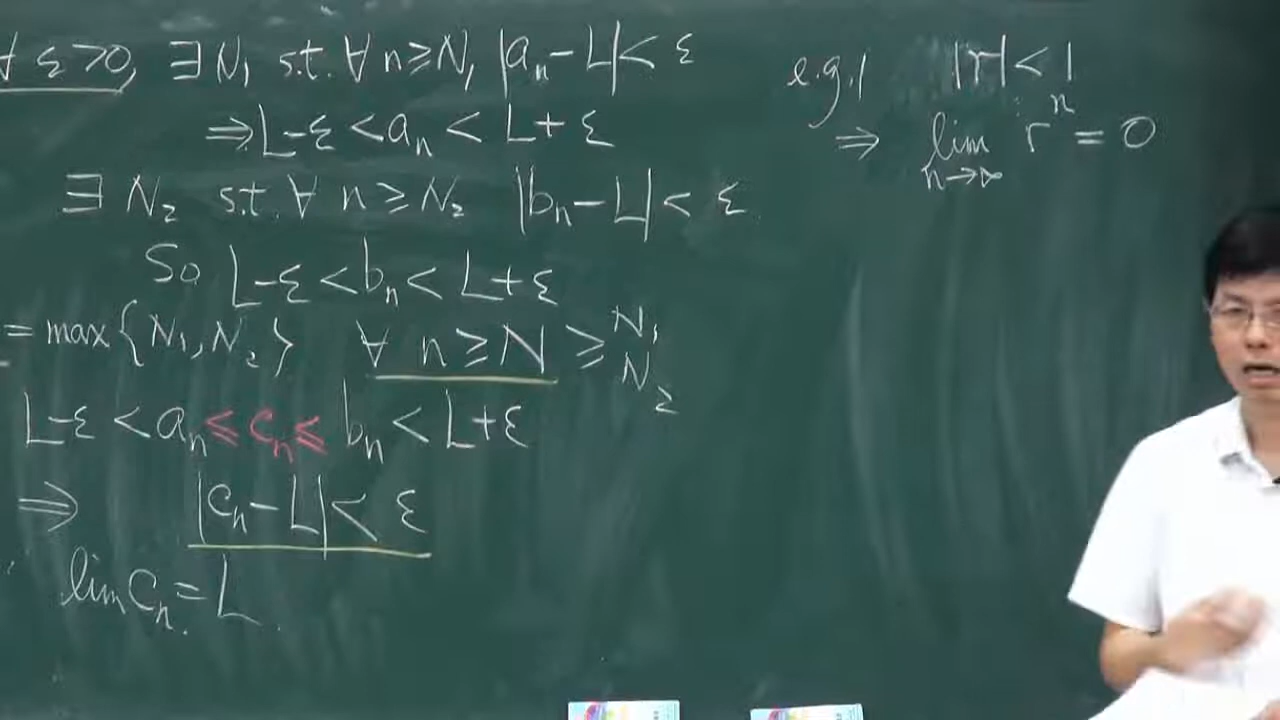 ∀ ε>0, ∃ N₁ s.t. ∀ n≥N₁ |aₙ-L|< ε
⇒ L-ε <aₙ < L+ε
∃ N₂ s.t. ∀ n≥N₂ |bₙ-L|< ε
So L-ε <bₙ< L+ε
= max{N₁,N₂} ∀ n≥N ≥ N₁ N₂
L-ε <aₙ ≤ cₙ ≤ bₙ < L+ε
⇒ |cₙ-L|< ε
lim cₙ = L.
e.g.1 |r|<1
⇒ lim rⁿ = 0
n→∞